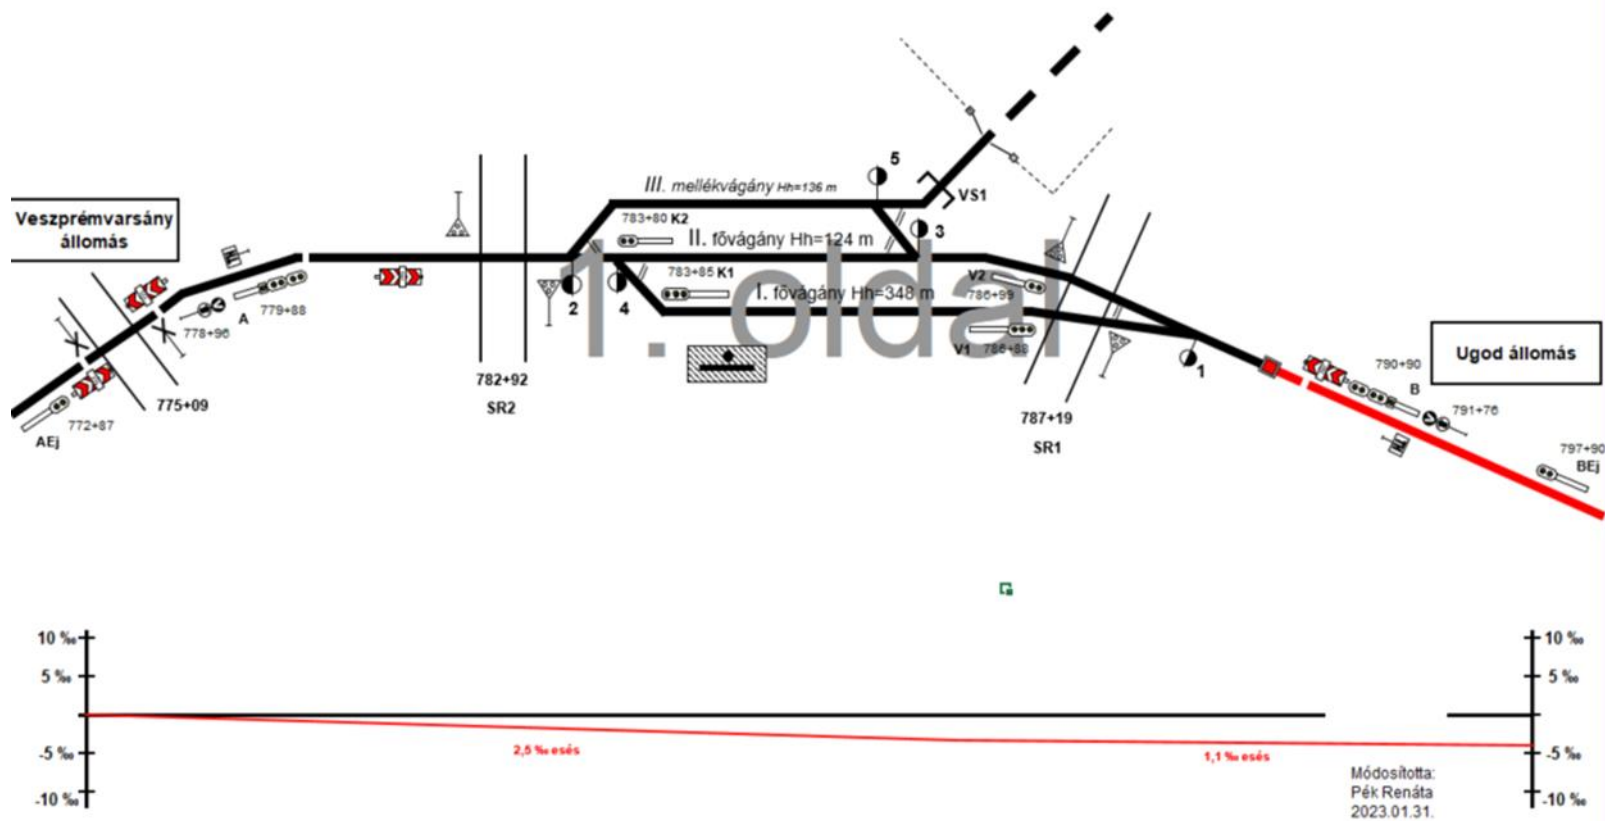 5
III. mellékvágány Hh=136 m
VS1
Veszprémvarsány
állomás
783+80 K2
II. fővágány Hh=124 m
3
783+85 K1
V2
786+99
I. fővágány Hh=348 m
2
4
1. oldal
A
779+88
778+96
V1 786+88
782+92
SR2
775+09
772+87
AEj
787+19
SR1
1
790+90
B
791+76
Ugod állomás
797+90
BEj
10 ‰
5 ‰
-5 ‰
-10 ‰
2,5 ‰ esés
1,1 ‰ esés
10 ‰
5 ‰
-5 ‰
-10 ‰
Módosította:
Pék Renáta
2023.01.31.